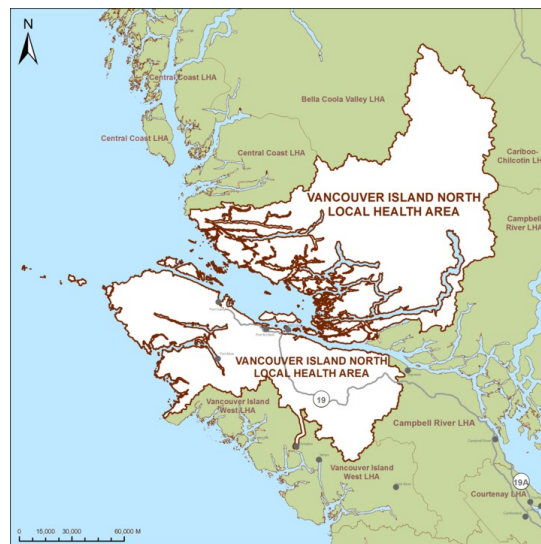 N
Central Coast LHA
Bella Coola Valley LHA
Central Coast LHA
Central Coast LHA
Cariboo-
Chilcotin LH
VANCOUVER ISLAND NORTH
LOCAL HEALTH AREA
Campbell
River LHA
VANCOUVER ISLAND NORTH
LOCAL HEALTH AREA
19
Vancouver Island
West LHA
Campbell River LHA
Vancouver Island
West LHA
19A
Courtenay LHA
0 15,000 30,000 60,000 M